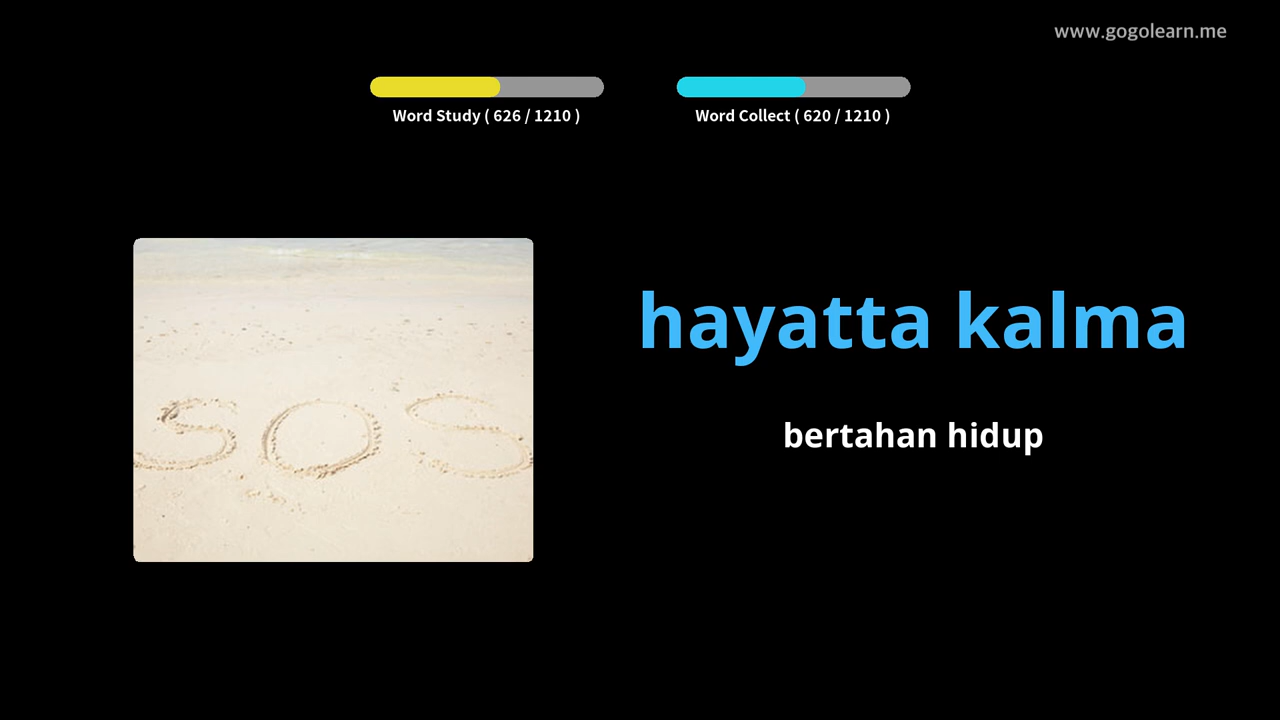 www.gogolearn.me
Word Study ( 626 / 1210 )
Word Collect ( 620 / 1210 )
SOS
hayatta kalma
bertahan hidup